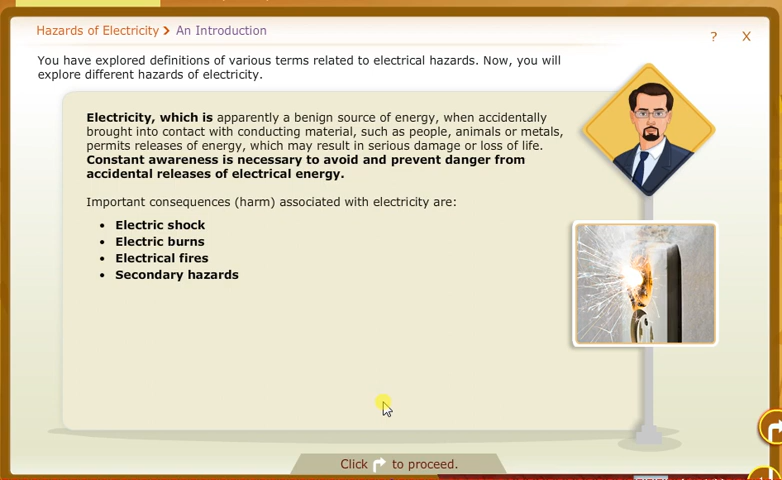 Hazards of Electricity > An Introduction
? X
You have explored definitions of various terms related to electrical hazards. Now, you will
explore different hazards of electricity.
Electricity, which is apparently a benign source of energy, when accidentally
brought into contact with conducting material, such as people, animals or metals,
permits releases of energy, which may result in serious damage or loss of life.
Constant awareness is necessary to avoid and prevent danger from
accidental releases of electrical energy.
Important consequences (harm) associated with electricity are:
• Electric shock
• Electric burns
• Electrical fires
• Secondary hazards
Click to proceed.